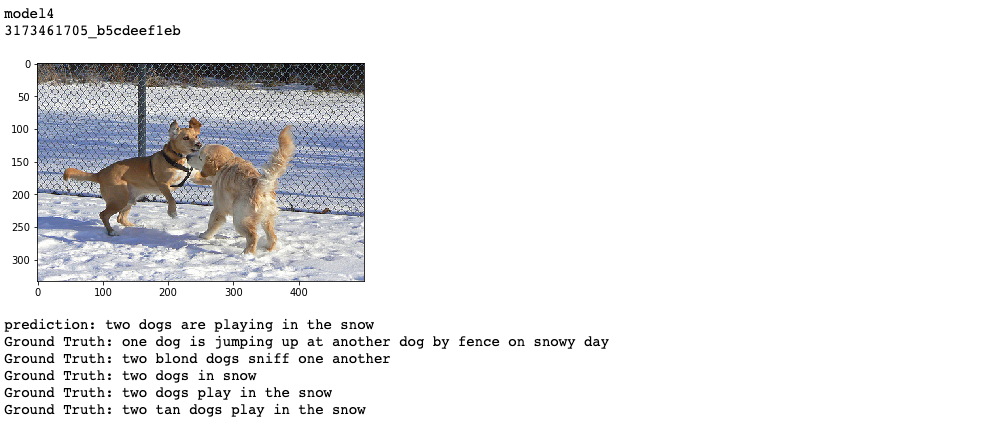 model4
3173461705_b5cdeef1eb
0
50
100
150
200
250
300
0 100 200 300 400
prediction: two dogs are playing in the snow
Ground Truth: one dog is jumping up at another dog by fence on snowy day
Ground Truth: two blond dogs sniff one another
Ground Truth: two dogs in snow
Ground Truth: two dogs play in the snow
Ground Truth: two tan dogs play in the snow